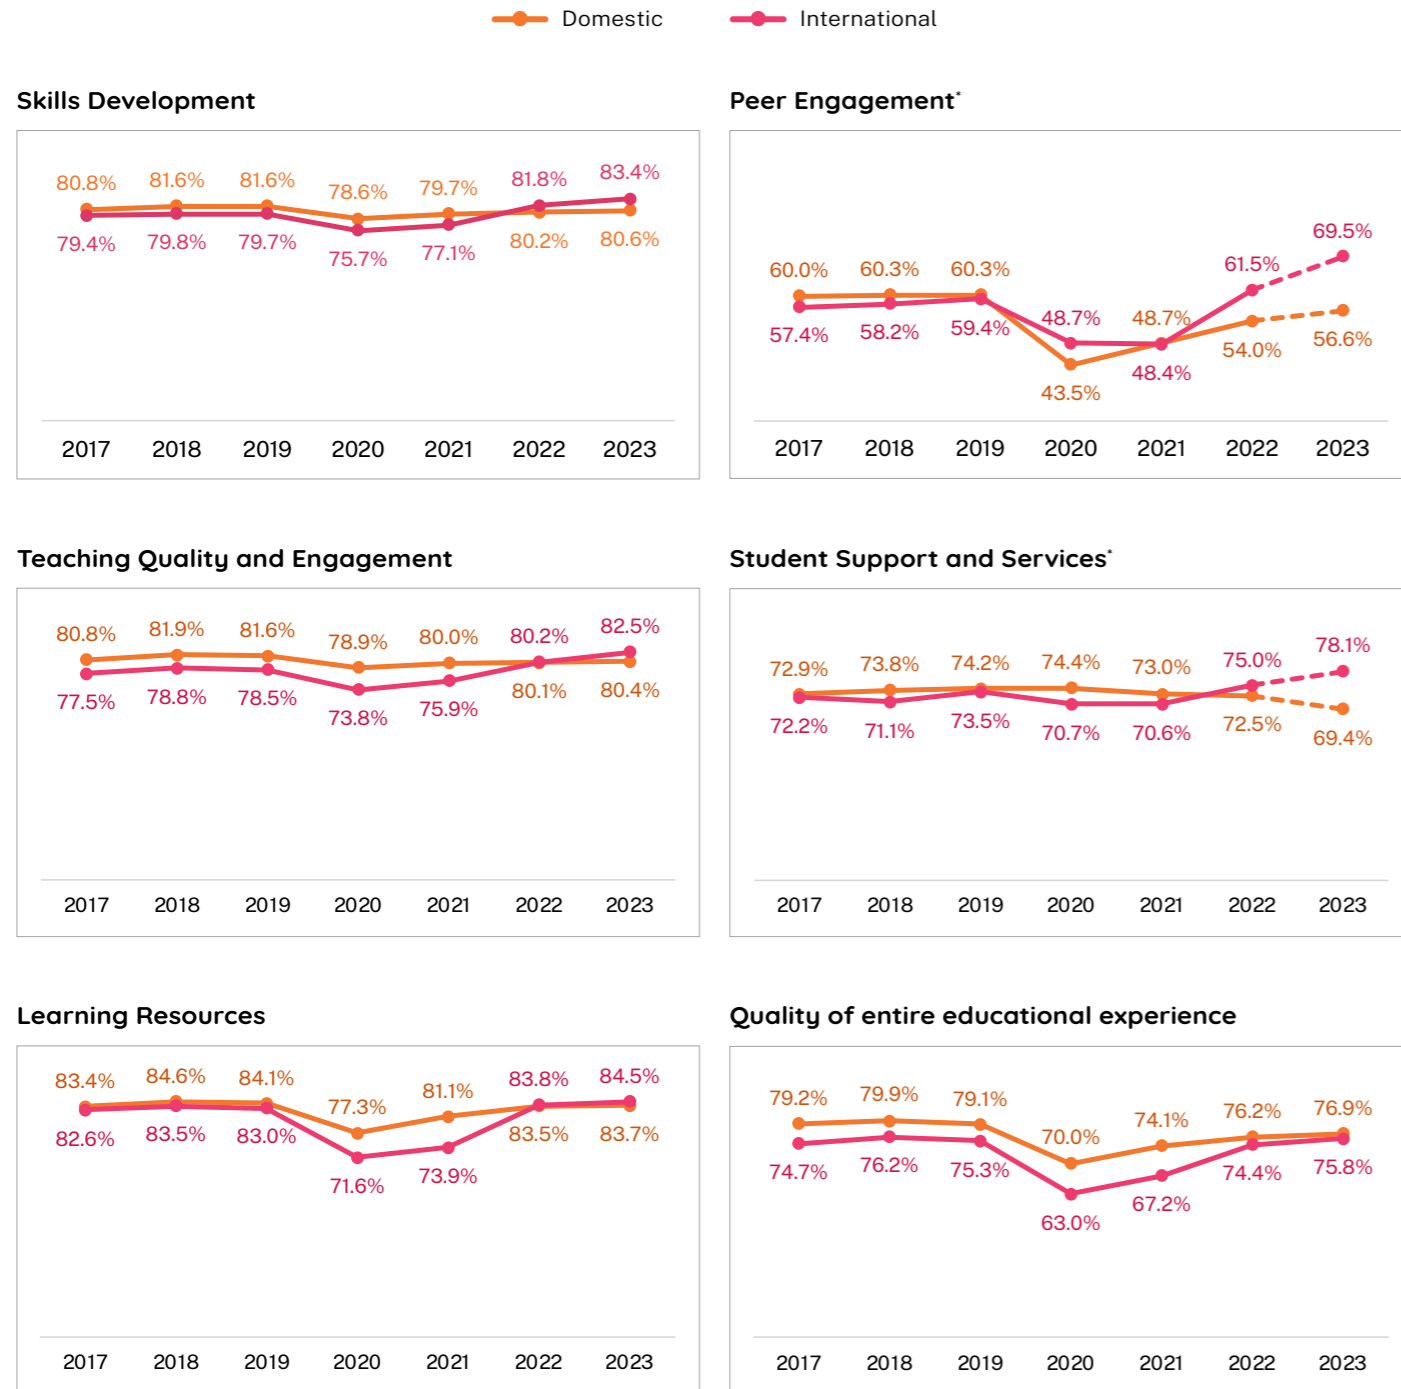 Domestic International
Skills Development
80.8% 81.6% 81.6% 78.6% 79.7% 81.8% 83.4%
79.4% 79.8% 79.7% 75.7% 77.1% 80.2% 80.6%
2017 2018 2019 2020 2021 2022 2023
Peer Engagement*
60.0% 60.3% 60.3% 48.7% 48.7% 61.5% 69.5%
57.4% 58.2% 59.4% 43.5% 48.4% 54.0% 56.6%
2017 2018 2019 2020 2021 2022 2023
Teaching Quality and Engagement
80.8% 81.9% 81.6% 78.9% 80.0% 80.2% 82.5%
77.5% 78.8% 78.5% 73.8% 75.9% 80.1% 80.4%
2017 2018 2019 2020 2021 2022 2023
Student Support and Services*
72.9% 73.8% 74.2% 74.4% 73.0% 75.0% 78.1%
72.2% 71.1% 73.5% 70.7% 70.6% 72.5% 69.4%
2017 2018 2019 2020 2021 2022 2023
Learning Resources
83.4% 84.6% 84.1% 77.3% 81.1% 83.8% 84.5%
82.6% 83.5% 83.0% 71.6% 73.9% 83.5% 83.7%
2017 2018 2019 2020 2021 2022 2023
Quality of entire educational experience
79.2% 79.9% 79.1% 70.0% 74.1% 76.2% 76.9%
74.7% 76.2% 75.3% 63.0% 67.2% 74.4% 75.8%
2017 2018 2019 2020 2021 2022 2023